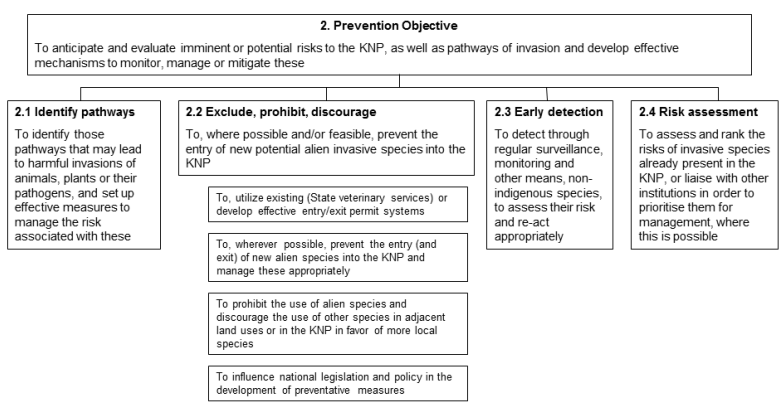 2. Prevention Objective
To anticipate and evaluate imminent or potential risks to the KNP, as well as pathways of invasion and develop effective
mechanisms to monitor, manage or mitigate these
2.1 Identify pathways
To identify those
pathways that may lead
to harmful invasions of
animals, plants or their
pathogens, and set up
effective measures to
manage the risk
associated with these
2.2 Exclude, prohibit, discourage
To, where possible and/or feasible, prevent the
entry of new potential alien invasive species into the
KNP
To, utilize existing (State veterinary services) or
develop effective entry/exit permit systems
To, wherever possible, prevent the entry (and
exit) of new alien species into the KNP and
manage these appropriately
To prohibit the use of alien species and
discourage the use of other species in adjacent
land uses or in the KNP in favor of more local
species
To influence national legislation and policy in the
development of preventative measures
2.3 Early detection
To detect through
regular surveillance,
monitoring and
other means, non-
indigenous species,
to assess their risk
and re-act
appropriately
2.4 Risk assessment
To assess and rank the
risks of invasive species
already present in the
KNP, or liaise with other
institutions in order to
prioritise them for
management, where
this is possible